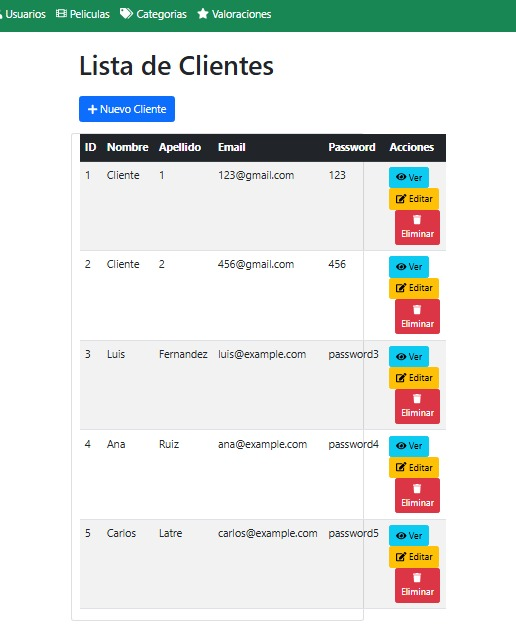 Usuarios Peliculas Categorias Valoraciones
Lista de Clientes
+ Nuevo Cliente
ID Nombre Apellido Email Password Acciones
1 Cliente 1 123@gmail.com 123 Ver
Editar
Eliminar
2 Cliente 2 456@gmail.com 456 Ver
Editar
Eliminar
3 Luis Fernandez luis@example.com password3 Ver
Editar
Eliminar
4 Ana Ruiz ana@example.com password4 Ver
Editar
Eliminar
5 Carlos Latre carlos@example.com password5 Ver
Editar
Eliminar